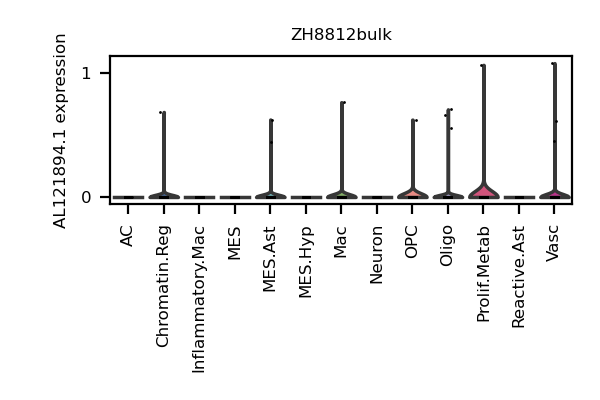 ZH8812bulk
AL121894.1 expression
1
0
AC
Chromatin.Reg
Inflammatory.Mac
MES
MES.Ast
MES.Hyp
Mac
Neuron
OPC
Oligo
Prolif.Metab
Reactive.Ast
Vasc